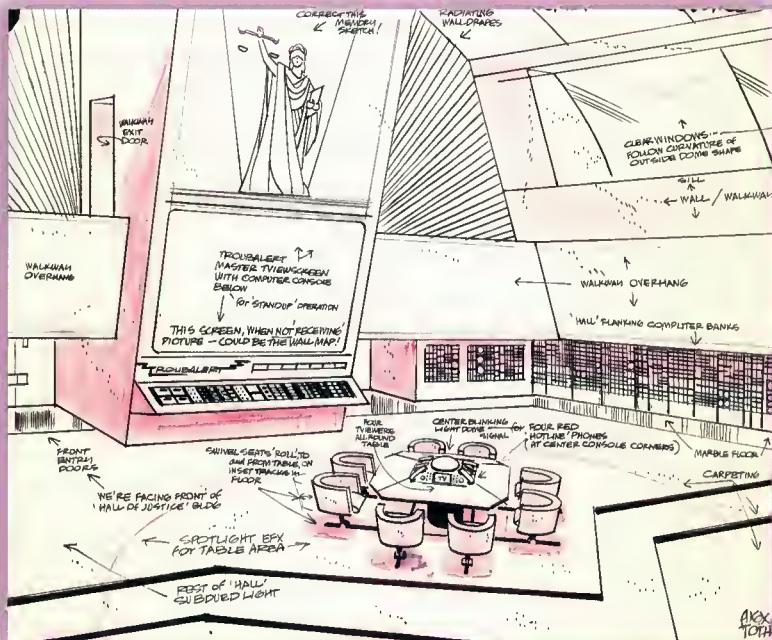 CORRECT THIS
MEMORY
SKETCH!
RADIATING
WALL DRAPES
WALKWAY
EXIT
DOOR
CLEAR WINDOWS
FOLLOW CURVATURE OF
OUTSIDE DOME SHAPE
SILL
WALL / WALKWAY
WALKWAY
OVERHANG
TROUBALERT
MASTER TVIEWSCREEN
WITH COMPUTER CONSOLE
BELOW
FOR 'STANDUP' OPERATION
THIS SCREEN, WHEN NOT RECEIVING
PICTURE - COULD BE THE WALL MAP!
WALKWAY OVERHANG
'HALL' FLANKING COMPUTER BANKS
TROUBALERT
FRONT
ENTRY
DOORS
FOUR
TVIEWERS
ALL ROUND
TABLE
CENTER BLINKING
LIGHT DOME
SIGNAL
FOUR RED
'HOTLINE' PHONES
(AT CENTER CONSOLE CORNERS)
MARBLE FLOOR
CARPETING
SWIVEL SEATS 'ROLL' TO
and FROM TABLE, ON
INSET TRACKS IN
FLOOR
TV
WE'RE FACING FRONT OF
'HALL OF JUSTICE' BLDG
SPOTLIGHT EFX
FOR TABLE AREA
REST OF 'HALL'
SUBDUED LIGHT
ALEX
TOTH